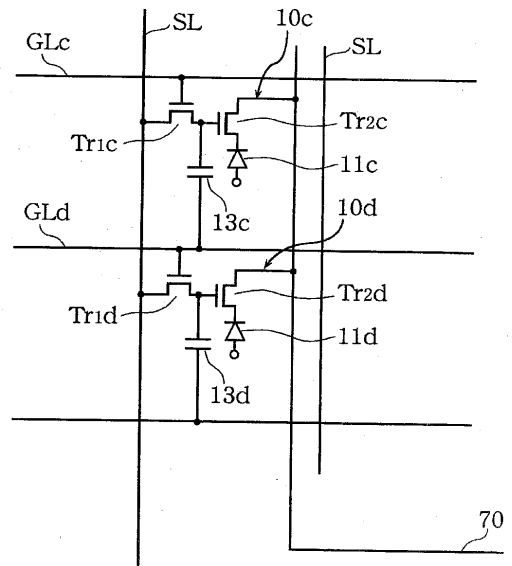 SL
10c
SL
GLc
Tr1c
Tr2c
11c
13c
GLd
10d
Tr1d
Tr2d
11d
13d
70